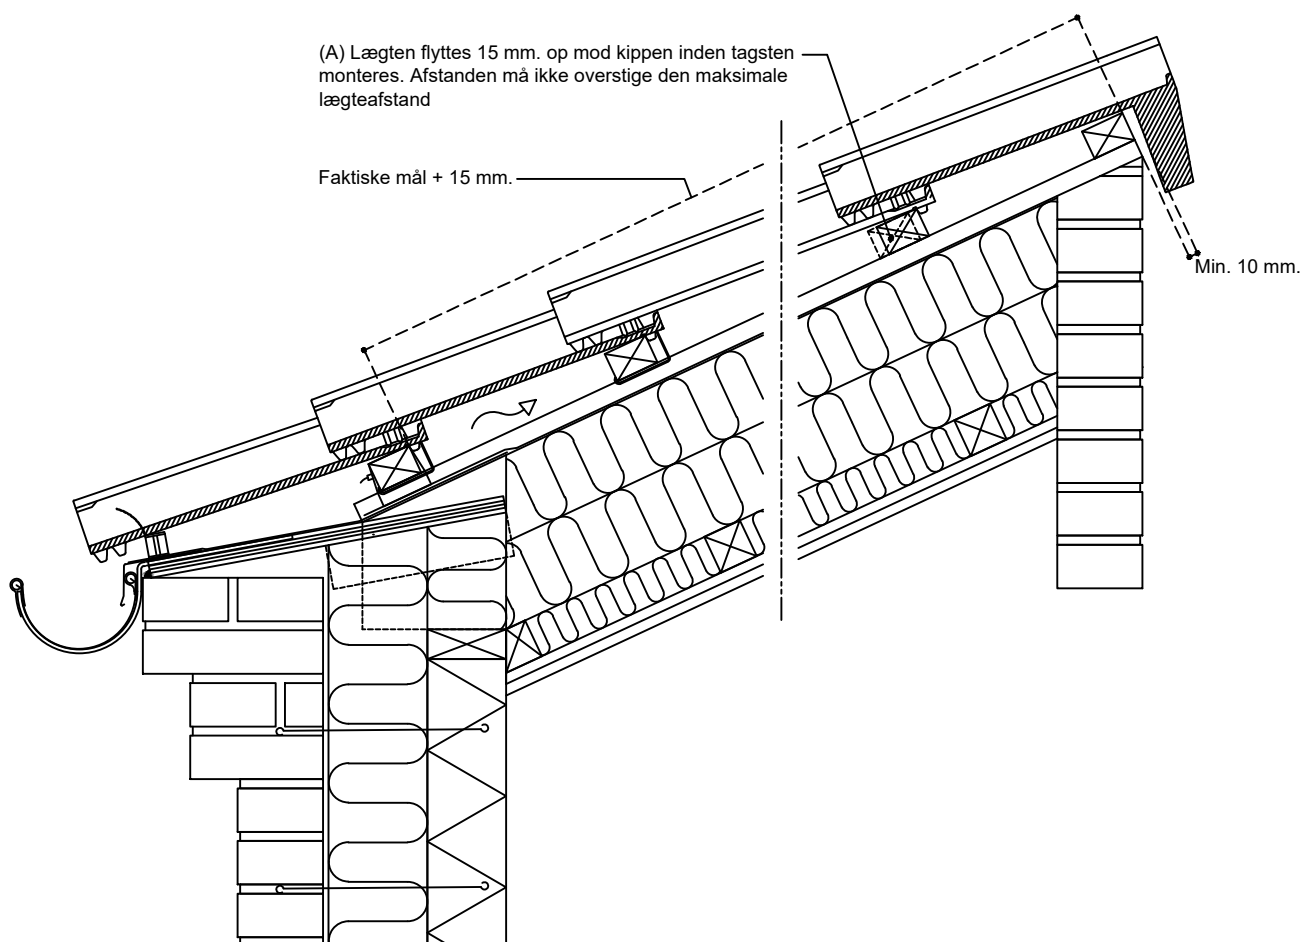 (A) Lægten flyttes 15 mm. op mod kippen inden tagsten
monteres. Afstanden må ikke overstige den maksimale
lægteafstand
Faktiske mål + 15 mm.
Min. 10 mm.